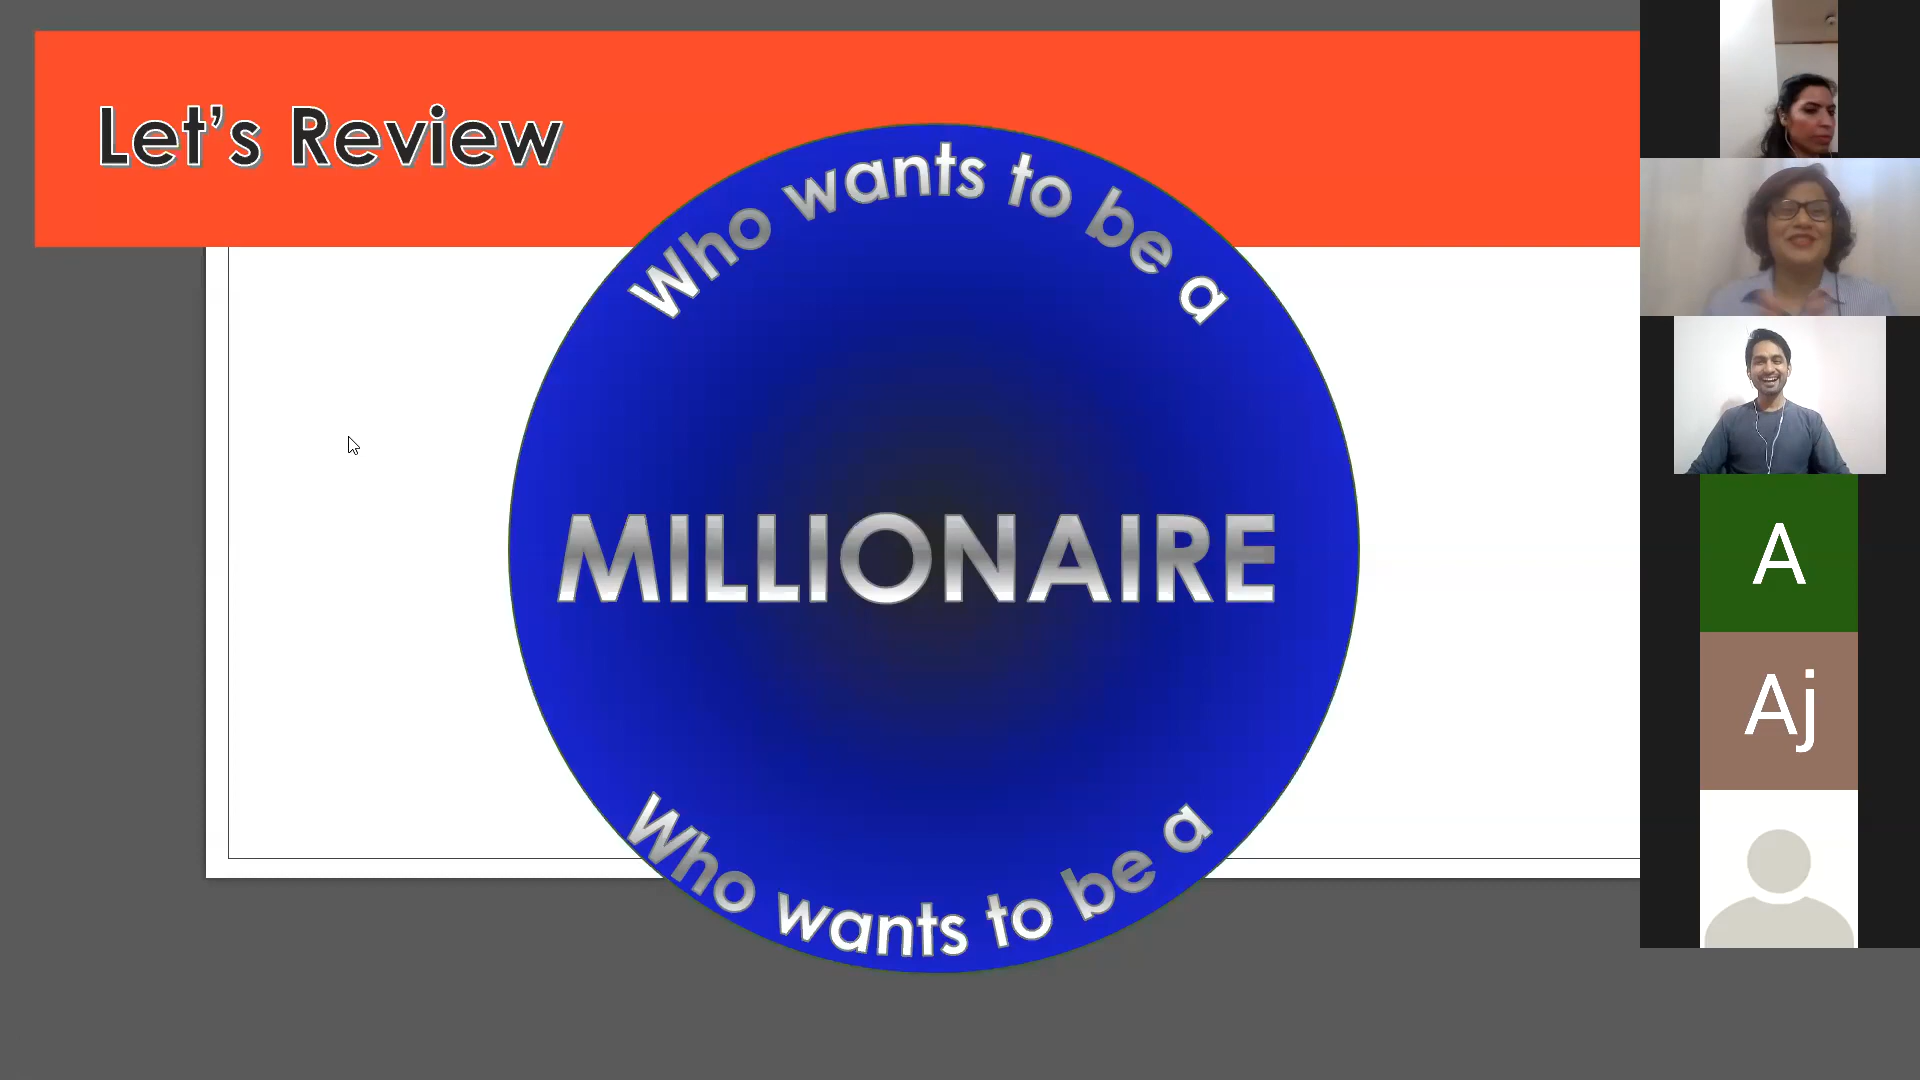 Let's Review
Who wants to be a
MILLIONAIRE
Who wants to be a
A
Aj